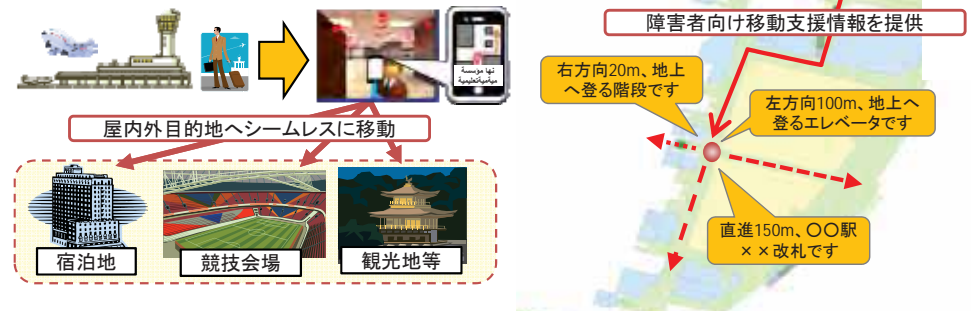 نها مؤسسة
ميمية تعليمية
屋内外目的地へシームレスに移動
宿泊地
競技会場
観光地等
障害者向け移動支援情報を提供
右方向20m、地上
へ登る階段です
左方向100m、地上へ
登るエレベータです
直進150m、〇〇駅
××改札です